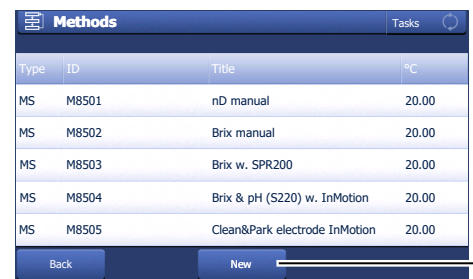 Methods Tasks
Type ID Title °C
MS M8501 nD manual 20.00
MS M8502 Brix manual 20.00
MS M8503 Brix w. SPR200 20.00
MS M8504 Brix & pH (S220) w. InMotion 20.00
MS M8505 Clean&Park electrode InMotion 20.00
Back New